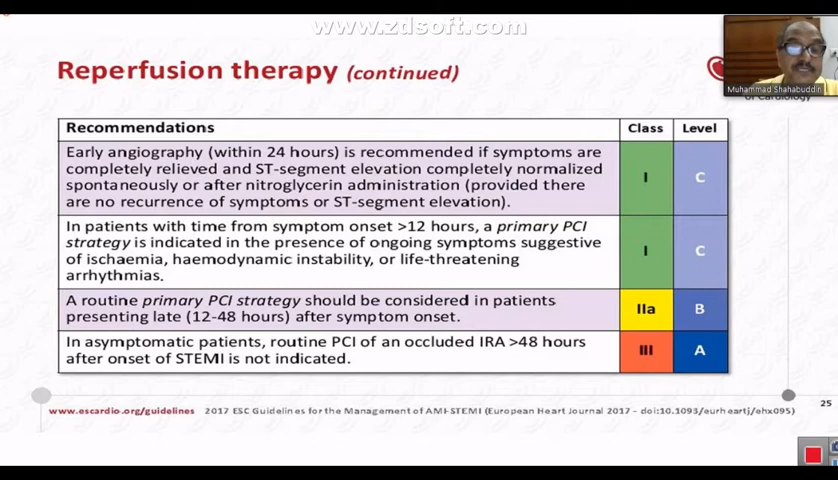 www.zdsoft.com
Reperfusion therapy (continued)
Muhammad Shahabuddin
of Cardiology
Recommendations Class Level
Early angiography (within 24 hours) is recommended if symptoms are
completely relieved and ST-segment elevation completely normalized
spontaneously or after nitroglycerin administration (provided there
are no recurrence of symptoms or ST-segment elevation).
I C
In patients with time from symptom onset >12 hours, a primary PCI
strategy is indicated in the presence of ongoing symptoms suggestive
of ischaemia, haemodynamic instability, or life-threatening
arrhythmias.
I C
A routine primary PCI strategy should be considered in patients
presenting late (12-48 hours) after symptom onset.
IIa B
In asymptomatic patients, routine PCI of an occluded IRA >48 hours
after onset of STEMI is not indicated.
III A
25
www.escardio.org/guidelines 2017 ESC Guidelines for the Management of AMI-STEMI (European Heart Journal 2017 - doi:10.1093/eurheartj/ehx095)